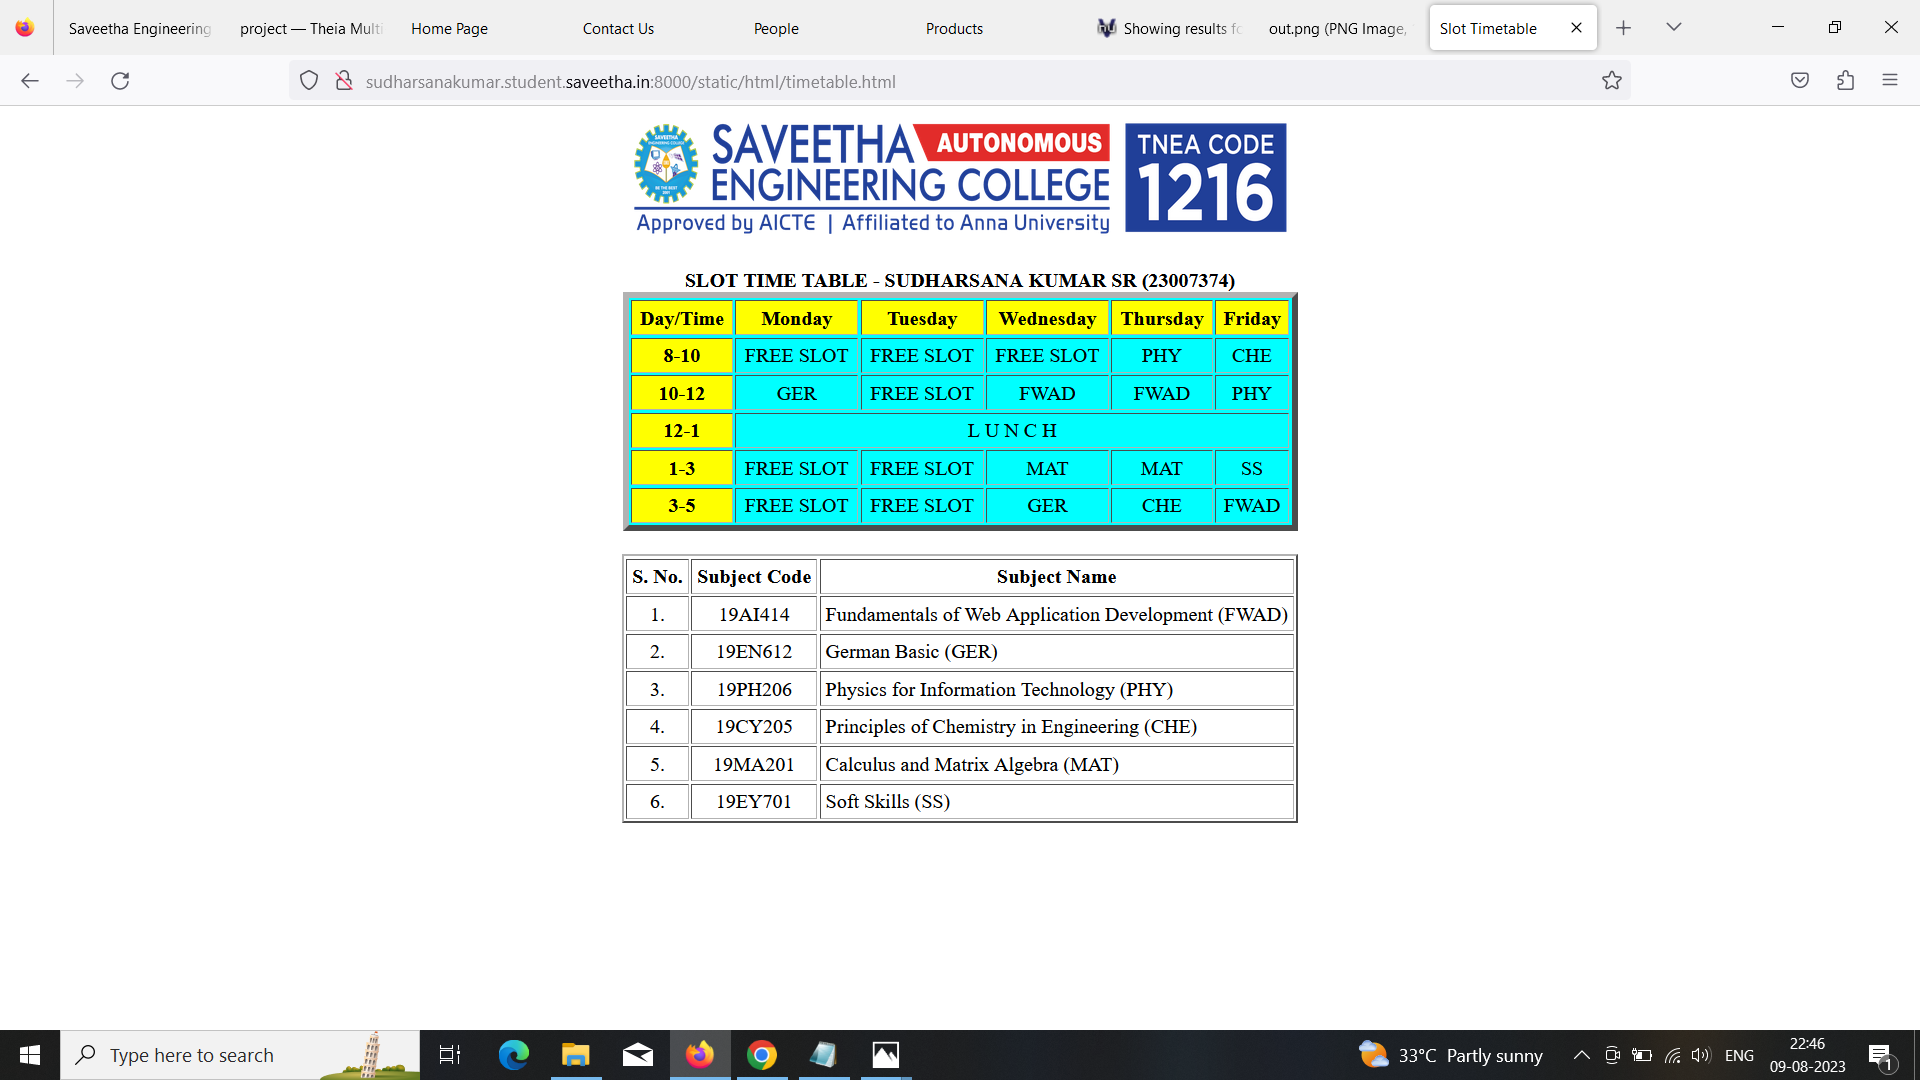 Saveetha Engineering project — Theia Multi Home Page Contact Us People Products Showing results fo out.png (PNG Image, Slot Timetable
sudharsanakumar.student.saveetha.in:8000/static/html/timetable.html
SAVEETHA AUTONOMOUS
ENGINEERING COLLEGE
Approved by AICTE | Affiliated to Anna University
TNEA CODE
1216
SLOT TIME TABLE - SUDHARSANA KUMAR SR (23007374)
Day/Time Monday Tuesday Wednesday Thursday Friday
8-10 FREE SLOT FREE SLOT FREE SLOT PHY CHE
10-12 GER FREE SLOT FWAD FWAD PHY
12-1 L U N C H
1-3 FREE SLOT FREE SLOT MAT MAT SS
3-5 FREE SLOT FREE SLOT GER CHE FWAD
S. No. Subject Code Subject Name
1. 19AI414 Fundamentals of Web Application Development (FWAD)
2. 19EN612 German Basic (GER)
3. 19PH206 Physics for Information Technology (PHY)
4. 19CY205 Principles of Chemistry in Engineering (CHE)
5. 19MA201 Calculus and Matrix Algebra (MAT)
6. 19EY701 Soft Skills (SS)
Type here to search
33°C Partly sunny
ENG
22:46
09-08-2023
1